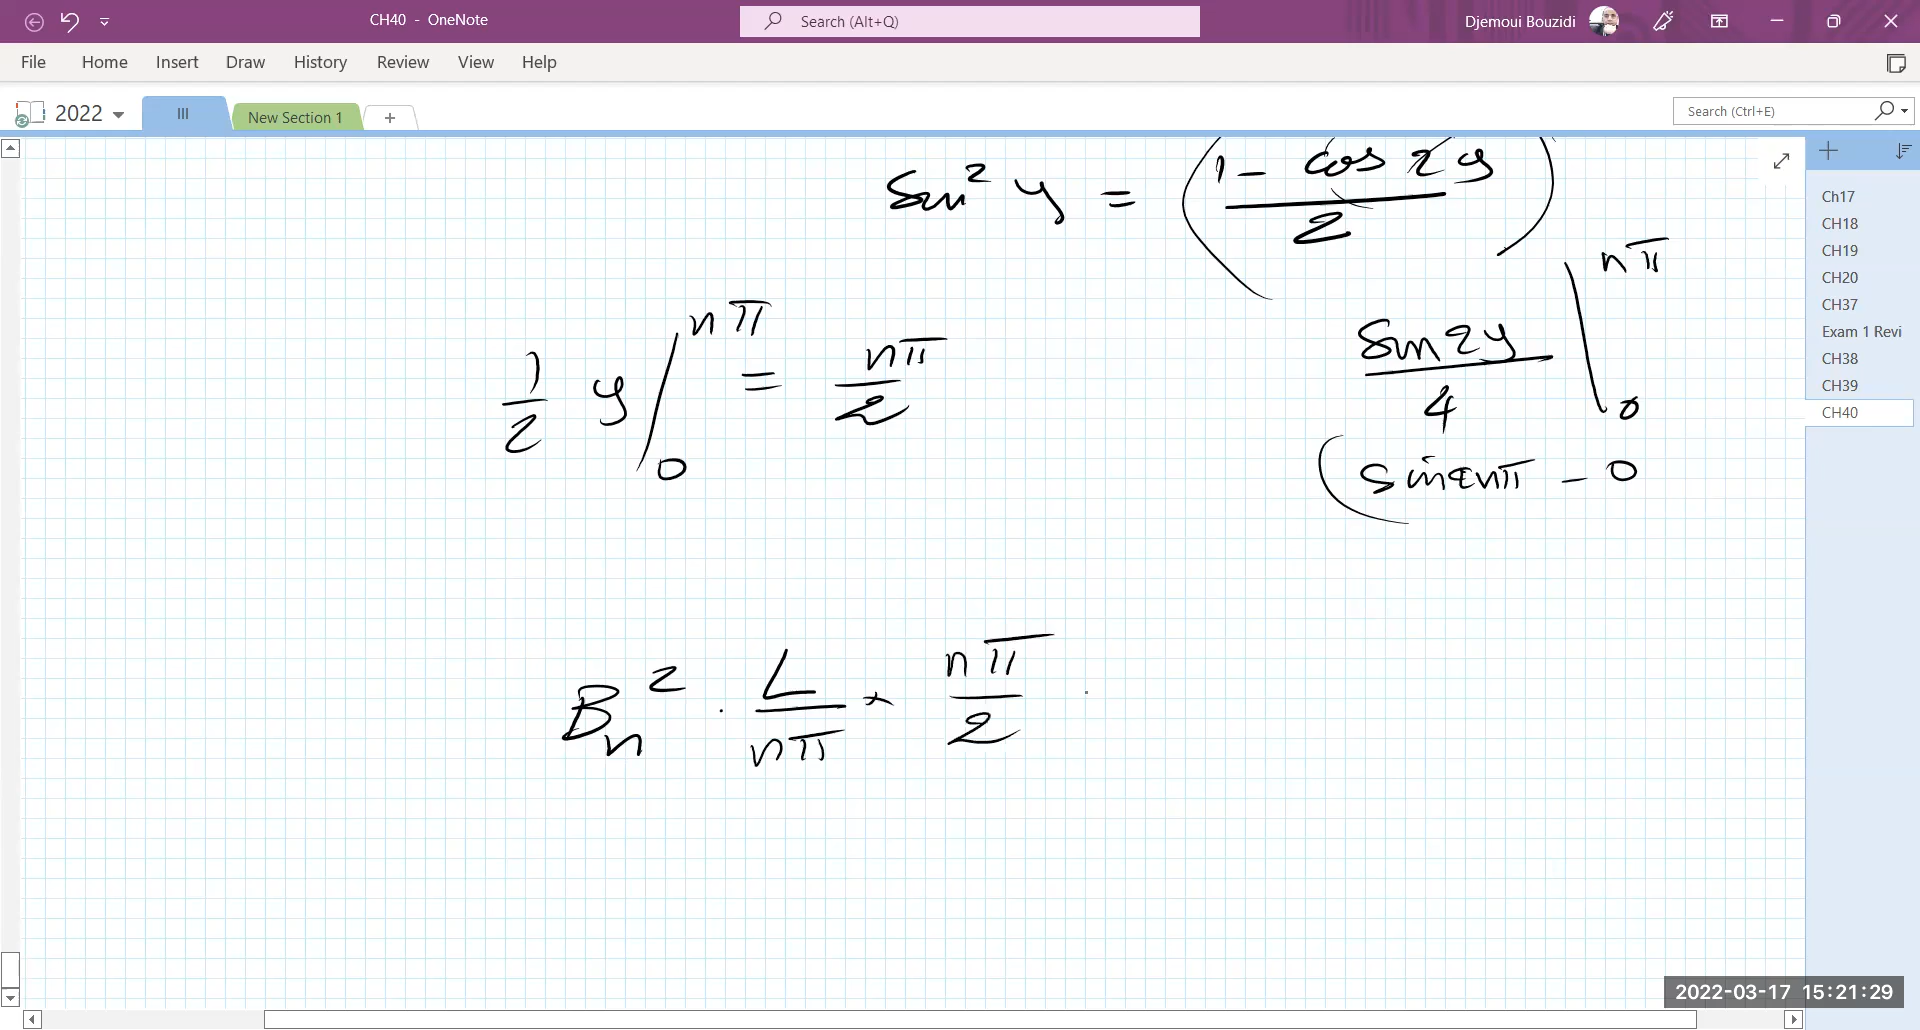 CH40 - OneNote
Search (Alt+Q)
Djemoui Bouzidi
File Home Insert Draw History Review View Help
2022
III
New Section 1
+
Search (Ctrl+E)
Ch17
CH18
CH19
CH20
CH37
Exam 1 Revi
CH38
CH39
CH40
sin² y = (1 - cos 2y / 2)
1/2 y |₀^nπ = nπ/2
sin 2y / 4 |₀^nπ
(sin 2nπ - 0
Bn² · L/nπ * nπ/2
2022-03-17 15:21:29